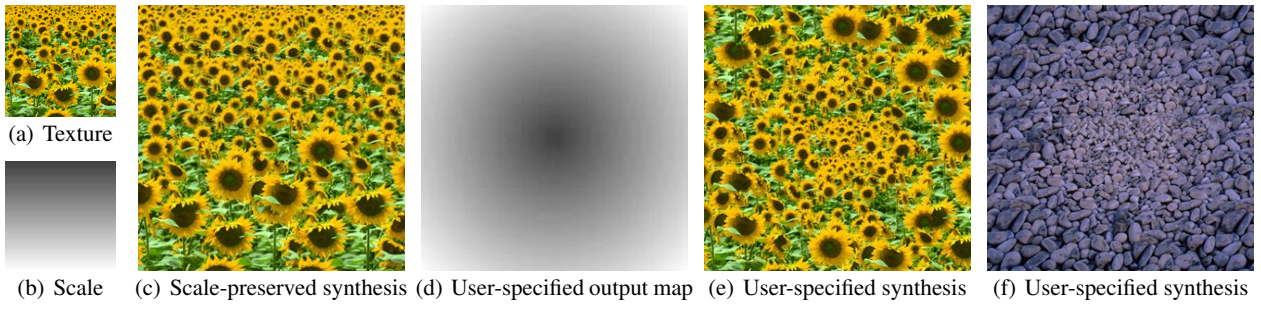 (a) Texture
(b) Scale
(c) Scale-preserved synthesis
(d) User-specified output map
(e) User-specified synthesis
(f) User-specified synthesis